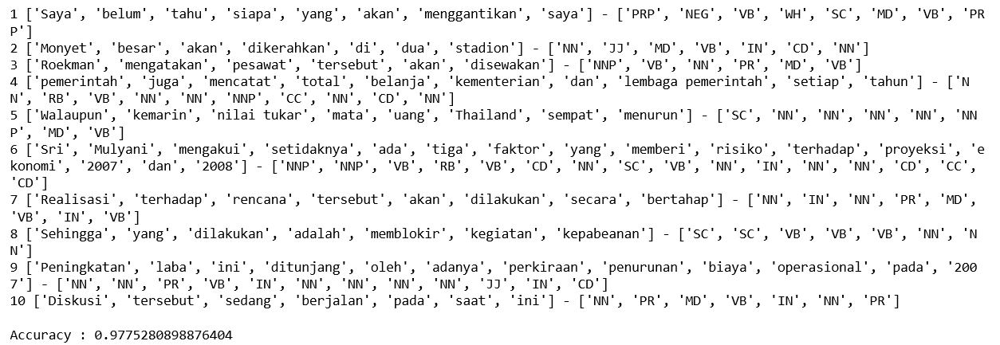 1 ['Saya', 'belum', 'tahu', 'siapa', 'yang', 'akan', 'menggantikan', 'saya'] - ['PRP', 'NEG', 'VB', 'WH', 'SC', 'MD', 'VB', 'PR
P']
2 ['Monyet', 'besar', 'akan', 'dikerahkan', 'di', 'dua', 'stadion'] - ['NN', 'JJ', 'MD', 'VB', 'IN', 'CD', 'NN']
3 ['Roekman', 'mengatakan', 'pesawat', 'tersebut', 'akan', 'disewakan'] - ['NNP', 'VB', 'NN', 'PR', 'MD', 'VB']
4 ['pemerintah', 'juga', 'mencatat', 'total', 'belanja', 'kementerian', 'dan', 'lembaga pemerintah', 'setiap', 'tahun'] - ['N
N', 'RB', 'VB', 'NN', 'NN', 'NNP', 'CC', 'NN', 'CD', 'NN']
5 ['Walaupun', 'kemarin', 'nilai tukar', 'mata', 'uang', 'Thailand', 'sempat', 'menurun'] - ['SC', 'NN', 'NN', 'NN', 'NN', 'NN
P', 'MD', 'VB']
6 ['Sri', 'Mulyani', 'mengakui', 'setidaknya', 'ada', 'tiga', 'faktor', 'yang', 'memberi', 'risiko', 'terhadap', 'proyeksi', 'e
konomi', '2007', 'dan', '2008'] - ['NNP', 'NNP', 'VB', 'RB', 'VB', 'CD', 'NN', 'SC', 'VB', 'NN', 'IN', 'NN', 'NN', 'CD', 'CC',
'CD']
7 ['Realisasi', 'terhadap', 'rencana', 'tersebut', 'akan', 'dilakukan', 'secara', 'bertahap'] - ['NN', 'IN', 'NN', 'PR', 'MD',
'VB', 'IN', 'VB']
8 ['Sehingga', 'yang', 'dilakukan', 'adalah', 'memblokir', 'kegiatan', 'kepabeanan'] - ['SC', 'SC', 'VB', 'VB', 'VB', 'NN', 'N
N']
9 ['Peningkatan', 'laba', 'ini', 'ditunjang', 'oleh', 'adanya', 'perkiraan', 'penurunan', 'biaya', 'operasional', 'pada', '200
7'] - ['NN', 'NN', 'PR', 'VB', 'IN', 'NN', 'NN', 'NN', 'NN', 'JJ', 'IN', 'CD']
10 ['Diskusi', 'tersebut', 'sedang', 'berjalan', 'pada', 'saat', 'ini'] - ['NN', 'PR', 'MD', 'VB', 'IN', 'NN', 'PR']
Accuracy : 0.9775280898876404